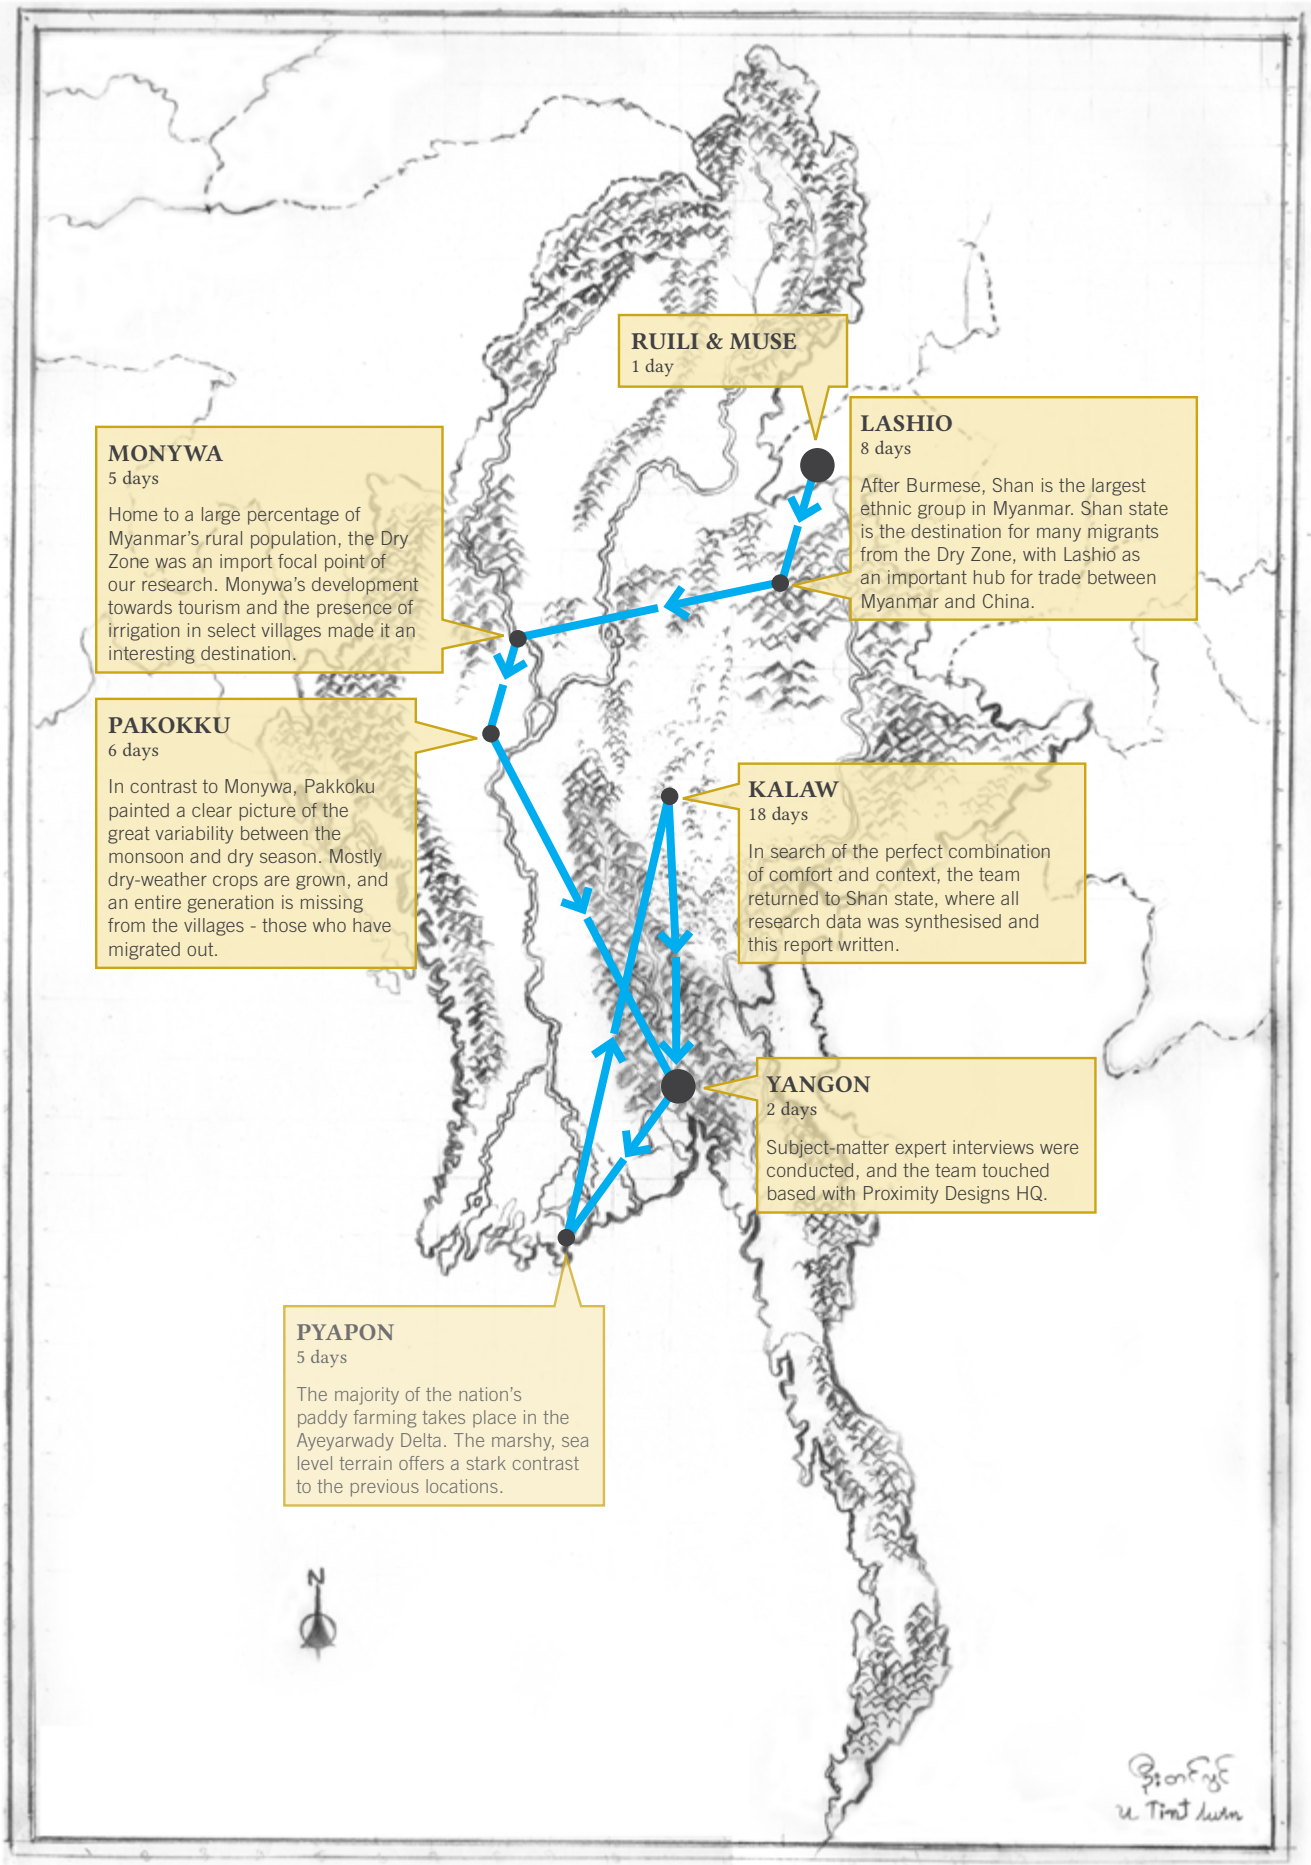 RUILI & MUSE
1 day
LASHIO
8 days
After Burmese, Shan is the largest
ethnic group in Myanmar. Shan state
is the destination for many migrants
from the Dry Zone, with Lashio as
an important hub for trade between
Myanmar and China.
MONYWA
5 days
Home to a large percentage of
Myanmar's rural population, the Dry
Zone was an import focal point of
our research. Monywa's development
towards tourism and the presence of
irrigation in select villages made it an
interesting destination.
PAKOKKU
6 days
In contrast to Monywa, Pakkoku
painted a clear picture of the
great variability between the
monsoon and dry season. Mostly
dry-weather crops are grown, and
an entire generation is missing
from the villages - those who have
migrated out.
KALAW
18 days
In search of the perfect combination
of comfort and context, the team
returned to Shan state, where all
research data was synthesised and
this report written.
YANGON
2 days
Subject-matter expert interviews were
conducted, and the team touched
based with Proximity Designs HQ.
PYAPON
5 days
The majority of the nation's
paddy farming takes place in the
Ayeyarwady Delta. The marshy, sea
level terrain offers a stark contrast
to the previous locations.
N
U Tint